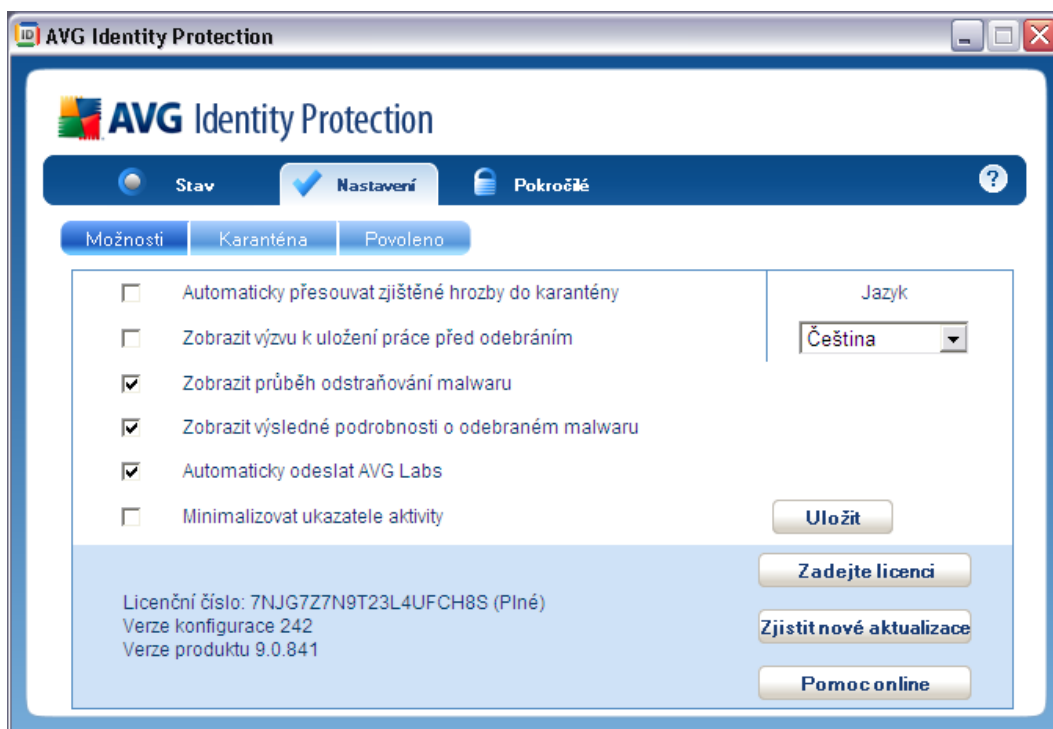 AVG Identity Protection
AVG Identity Protection
Stav
Nastavení
Pokročilé
?
Možnosti
Karanténa
Povoleno
Automaticky přesouvat zjištěné hrozby do karantény
Jazyk
Zobrazit výzvu k uložení práce před odebráním
Čeština
Zobrazit průběh odstraňování malwaru
Zobrazit výsledné podrobnosti o odebraném malwaru
Automaticky odeslat AVG Labs
Minimalizovat ukazatele aktivity
Uložit
Zadejte licenci
Licenční číslo: 7NJG7Z7N9T23L4UFCH8S (Plné)
Verze konfigurace 242
Verze produktu 9.0.841
Zjistit nové aktualizace
Pomoc online